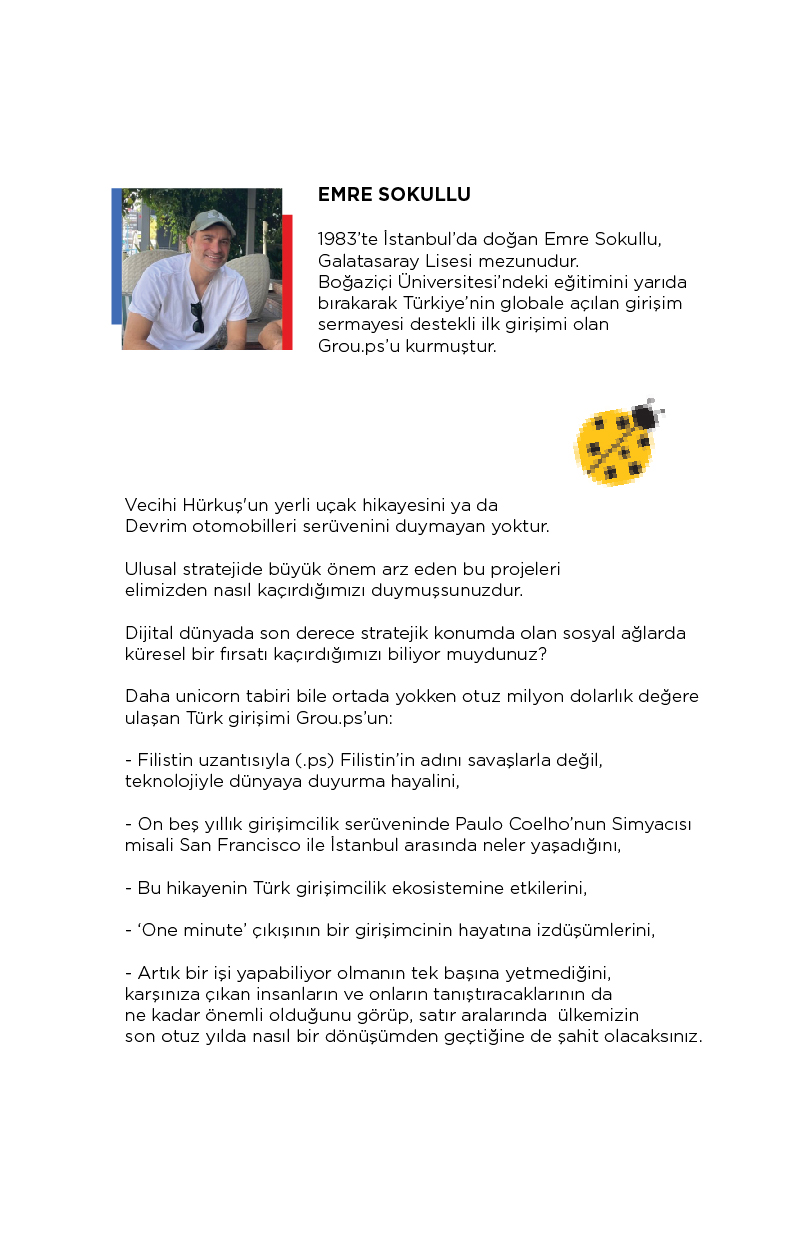 EMRE SOKULLU
1983’te İstanbul’da doğan Emre Sokullu,
Galatasaray Lisesi mezunudur.
Boğaziçi Üniversitesi’ndeki eğitimini yarıda
bırakarak Türkiye’nin globale açılan girişim
sermayesi destekli ilk girişimi olan
Grou.ps’u kurmuştur.
Vecihi Hürkuş'un yerli uçak hikayesini ya da
Devrim otomobilleri serüvenini duymayan yoktur.
Ulusal stratejide büyük önem arz eden bu projeleri
elimizden nasıl kaçırdığımızı duymuşsunuzdur.
Dijital dünyada son derece stratejik konumda olan sosyal ağlarda
küresel bir fırsatı kaçırdığımızı biliyor muydunuz?
Daha unicorn tabiri bile ortada yokken otuz milyon dolarlık değere
ulaşan Türk girişimi Grou.ps’un:
- Filistin uzantısıyla (.ps) Filistin’in adını savaşlarla değil,
teknolojiyle dünyaya duyurma hayalini,
- On beş yıllık girişimcilik serüveninde Paulo Coelho’nun Simyacısı
misali San Francisco ile İstanbul arasında neler yaşadığını,
- Bu hikayenin Türk girişimcilik ekosistemine etkilerini,
- ‘One minute’ çıkışının bir girişimcinin hayatına izdüşümlerini,
- Artık bir işi yapabiliyor olmanın tek başına yetmediğini,
karşınıza çıkan insanların ve onların tanıştıracaklarının da
ne kadar önemli olduğunu görüp, satır aralarında  ülkemizin
son otuz yılda nasıl bir dönüşümden geçtiğine de şahit olacaksınız.